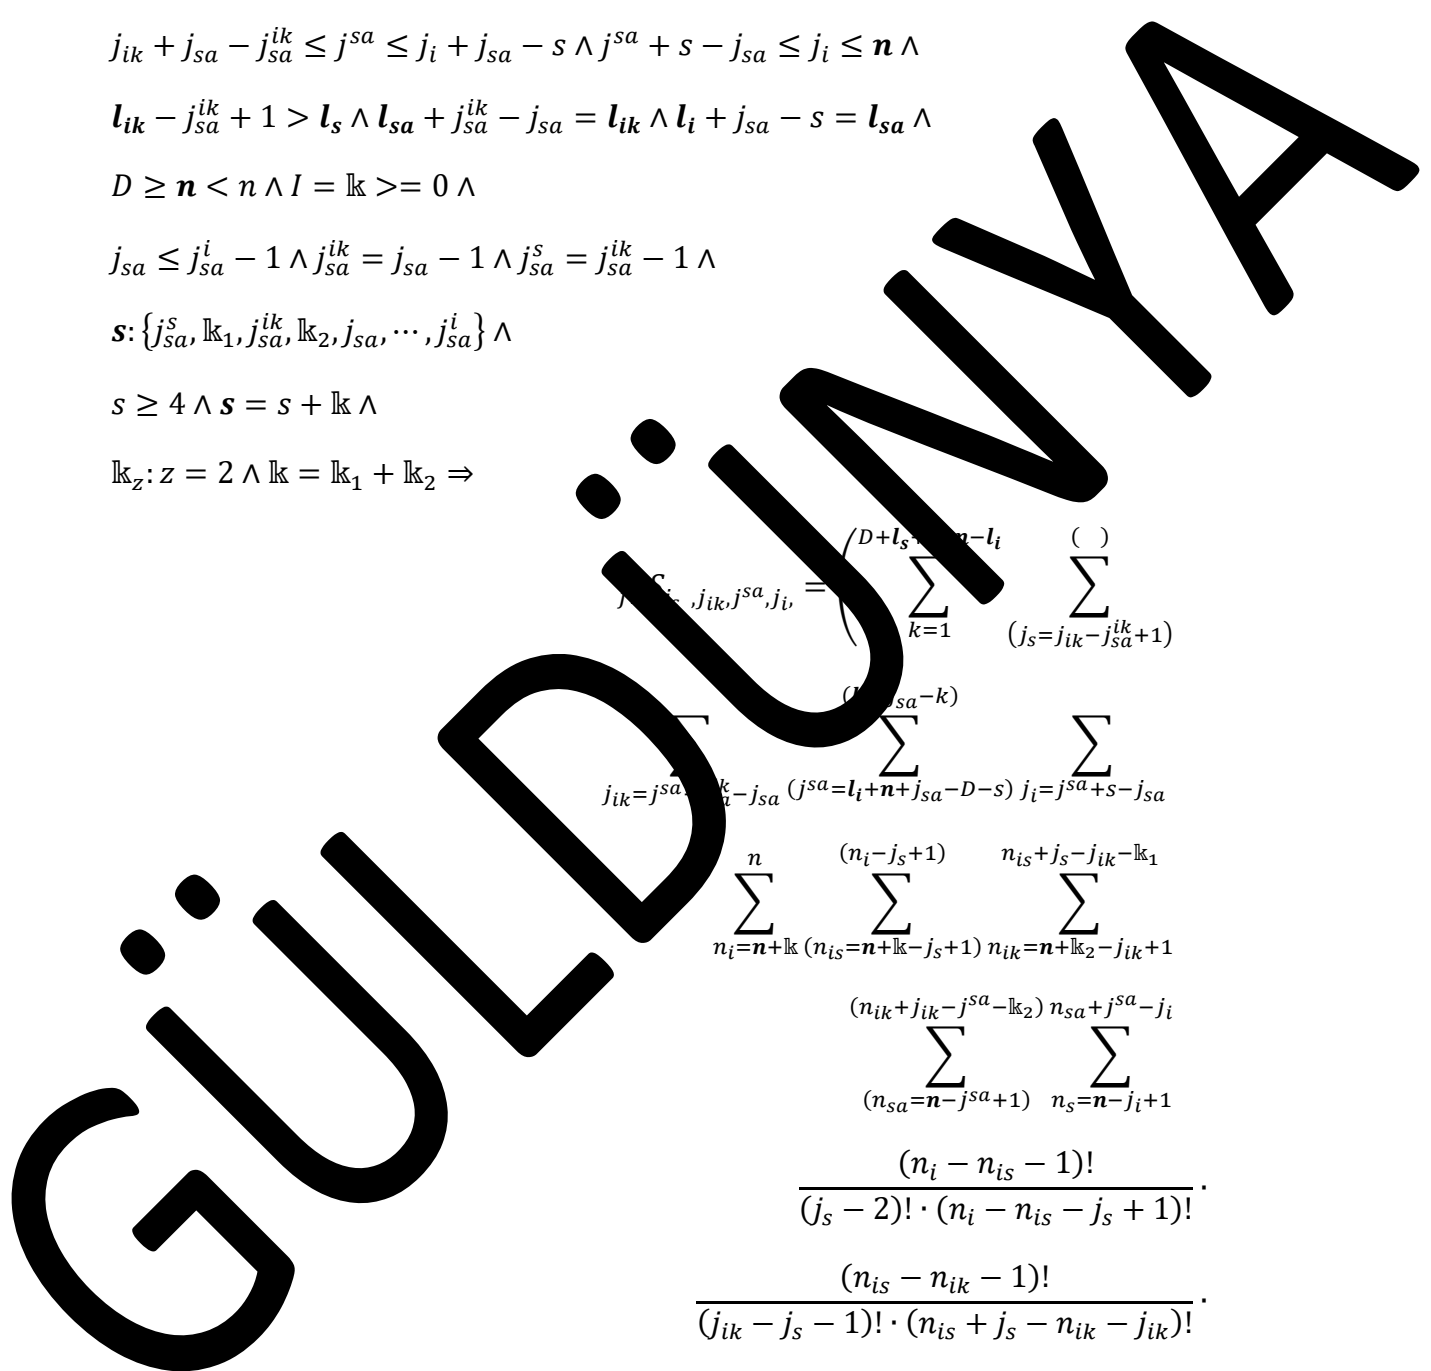 j_{ik} + j_{sa} − j_{sa}^{ik} ≤ j^{sa} ≤ j_i + j_{sa} − s ∧ j^{sa} + s − j_{sa} ≤ j_i ≤ n ∧
l_{ik} − j_{sa}^{ik} + 1 > l_s ∧ l_{sa} + j_{sa}^{ik} − j_{sa} = l_{ik} ∧ l_i + j_{sa} − s = l_{sa} ∧
D ≥ n < n ∧ I = 𝕜 >= 0 ∧
j_{sa} ≤ j_{sa}^{i} − 1 ∧ j_{sa}^{ik} = j_{sa} − 1 ∧ j_{sa}^{s} = j_{sa}^{ik} − 1 ∧
s: {j_{sa}^{s}, 𝕜_1, j_{sa}^{ik}, 𝕜_2, j_{sa}, ⋯, j_{sa}^{i}} ∧
s ≥ 4 ∧ s = s + 𝕜 ∧
𝕜_z: z = 2 ∧ 𝕜 = 𝕜_1 + 𝕜_2 ⇒
,j_{ik},j^{sa},j_i, = ( ∑_{k=1} ∑_{(j_s=j_{ik}−j_{sa}^{ik}+1)}^{( )}
∑ ∑_{(j^{sa}=l_i+n+j_{sa}−D−s)} ∑_{j_i=j^{sa}+s−j_{sa}}
∑_{n_i=n+𝕜}^{n} ∑_{(n_{is}=n+𝕜−j_s+1)}^{(n_i−j_s+1)} ∑_{n_{ik}=n+𝕜_2−j_{ik}+1}^{n_{is}+j_s−j_{ik}−𝕜_1}
∑_{(n_{sa}=n−j^{sa}+1)}^{(n_{ik}+j_{ik}−j^{sa}−𝕜_2)} ∑_{n_s=n−j_i+1}^{n_{sa}+j^{sa}−j_i}
(n_i − n_{is} − 1)!
(j_s − 2)! · (n_i − n_{is} − j_s + 1)! ·
(n_{is} − n_{ik} − 1)!
(j_{ik} − j_s − 1)! · (n_{is} + j_s − n_{ik} − j_{ik})! ·
GÜLDÜNYA